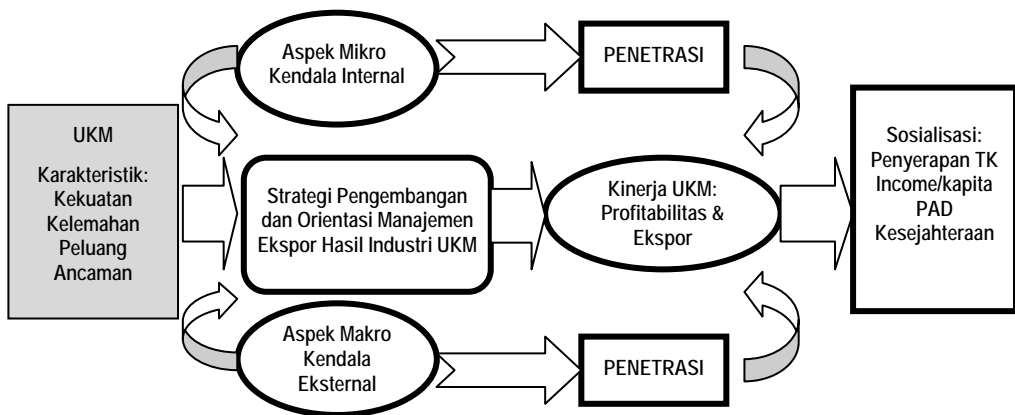 Aspek Mikro
Kendala Internal
PENETRASI
UKM
Karakteristik:
Kekuatan
Kelemahan
Peluang
Ancaman
Strategi Pengembangan
dan Orientasi Manajemen
Ekspor Hasil Industri UKM
Kinerja UKM:
Profitabilitas &
Ekspor
Sosialisasi:
Penyerapan TK
Income/kapita
PAD
Kesejahteraan
Aspek Makro
Kendala
Eksternal
PENETRASI